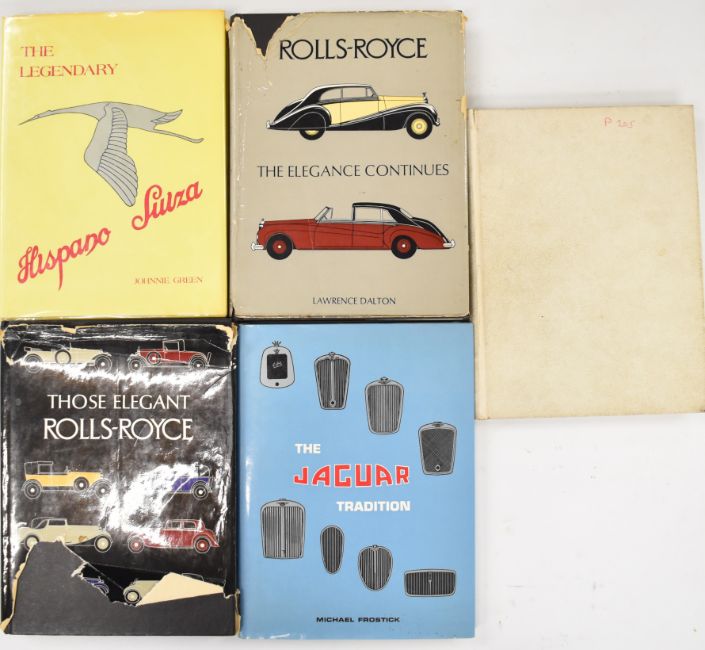 THE
LEGENDARY
Hispano Suiza
JOHNNIE GREEN
ROLLS-ROYCE
THE ELEGANCE CONTINUES
LAWRENCE DALTON
P 205
THOSE ELEGANT
ROLLS-ROYCE
THE
JAGUAR
TRADITION
MICHAEL FROSTICK